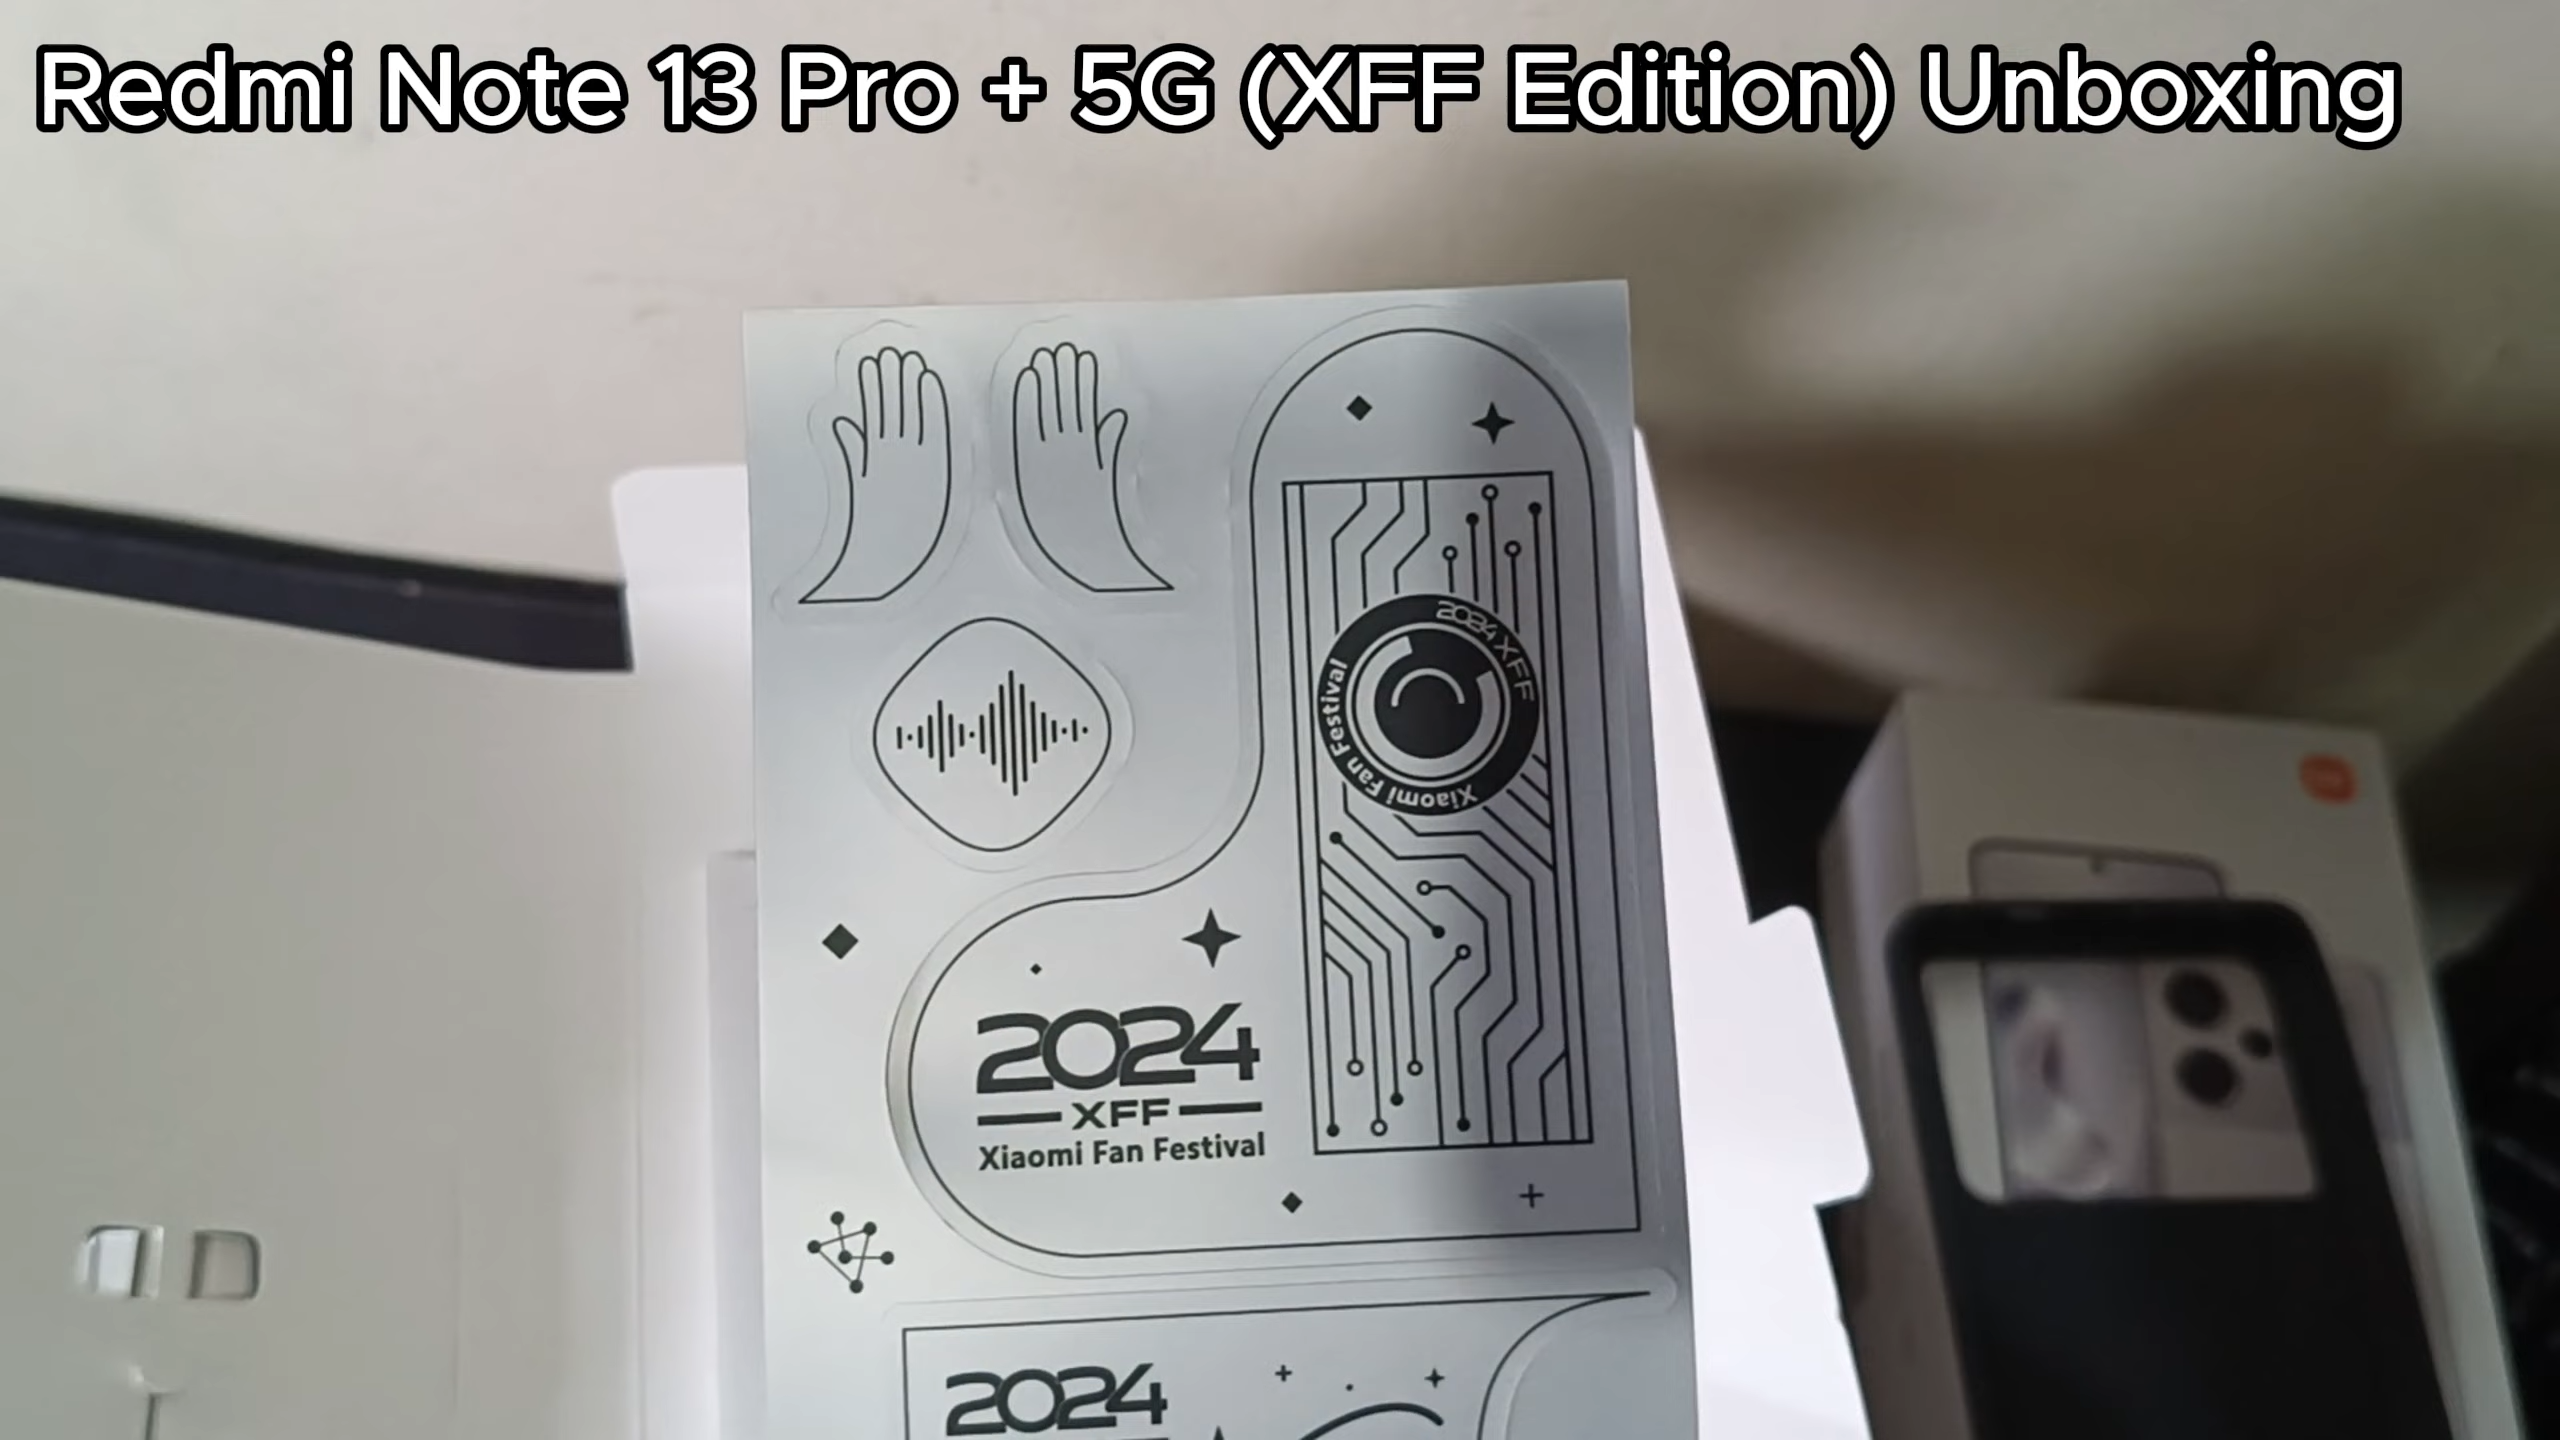 Redmi Note 13 Pro + 5G (XFF Edition) Unboxing
2024 XFF
Xiaomi Fan Festival
2024
XFF
Xiaomi Fan Festival
2024